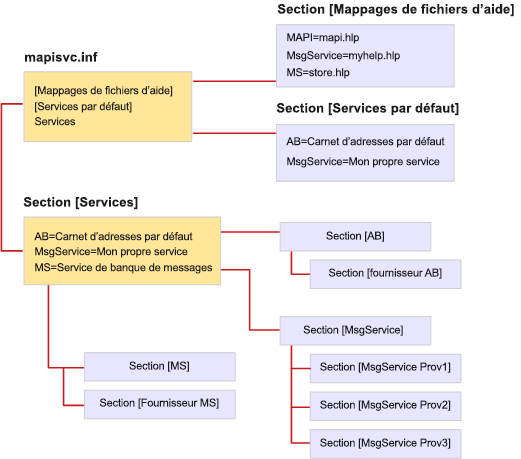 Section [Mappages de fichiers d'aide]
MAPI=mapi.hlp
MsgService=myhelp.hlp
MS=store.hlp
mapisvc.inf
[Mappages de fichiers d'aide]
[Services par défaut]
Services
Section [Services par défaut]
AB=Carnet d'adresses par défaut
MsgService=Mon propre service
Section [Services]
AB=Carnet d'adresses par défaut
MsgService=Mon propre service
MS=Service de banque de messages
Section [AB]
Section [fournisseur AB]
Section [MsgService]
Section [MsgService Prov1]
Section [MsgService Prov2]
Section [MsgService Prov3]
Section [MS]
Section [Fournisseur MS]